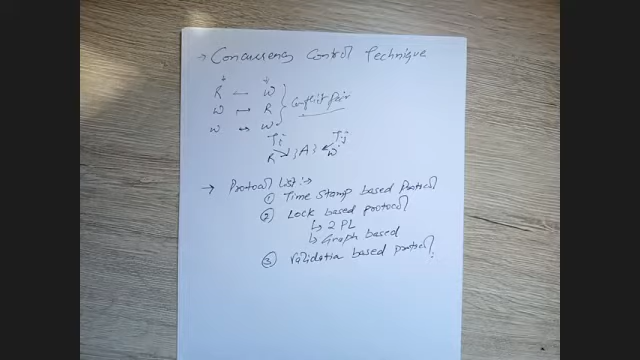 → Concurrency Control Technique
R — W
W ↔ R } Conflict Pair
W ↔ W
Ti Tj
R → {A} ← W
→ Protocol List :→
① Time Stamp based Protocol
② Lock based protocol
↳ 2 PL
↳ Graph based
③ Validation based protocol